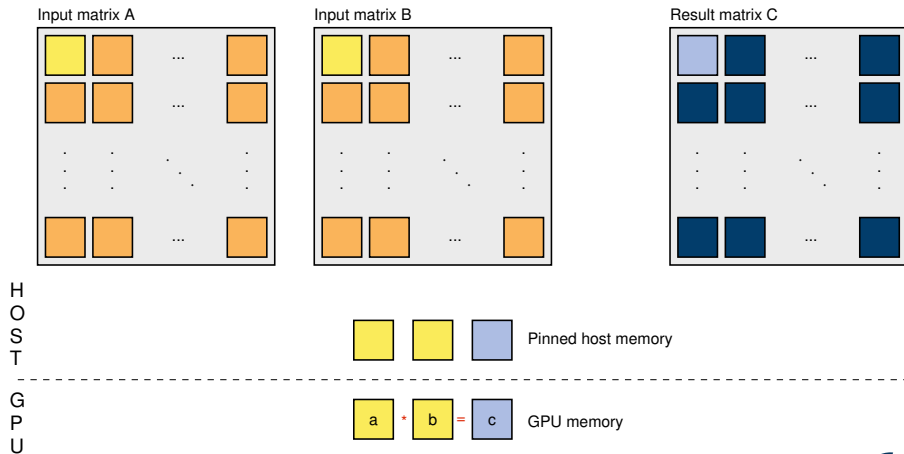 Input matrix A
Input matrix B
Result matrix C
...
...
...
...
...
...
...
...
...
H
O
S
T
Pinned host memory
G
P
U
a * b = c
GPU memory